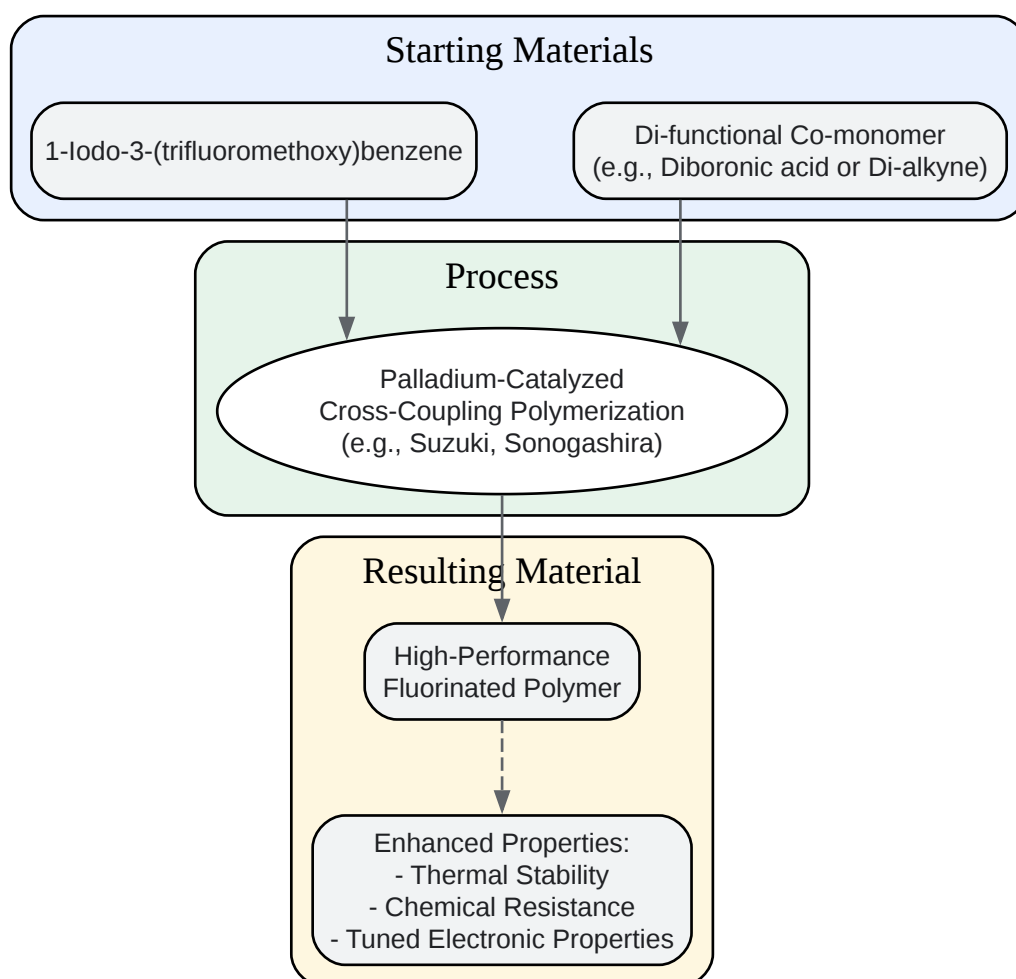 Starting Materials
1-Iodo-3-(trifluoromethoxy)benzene
Di-functional Co-monomer
(e.g., Diboronic acid or Di-alkyne)
Process
Palladium-Catalyzed
Cross-Coupling Polymerization
(e.g., Suzuki, Sonogashira)
Resulting Material
High-Performance
Fluorinated Polymer
Enhanced Properties:
- Thermal Stability
- Chemical Resistance
- Tuned Electronic Properties